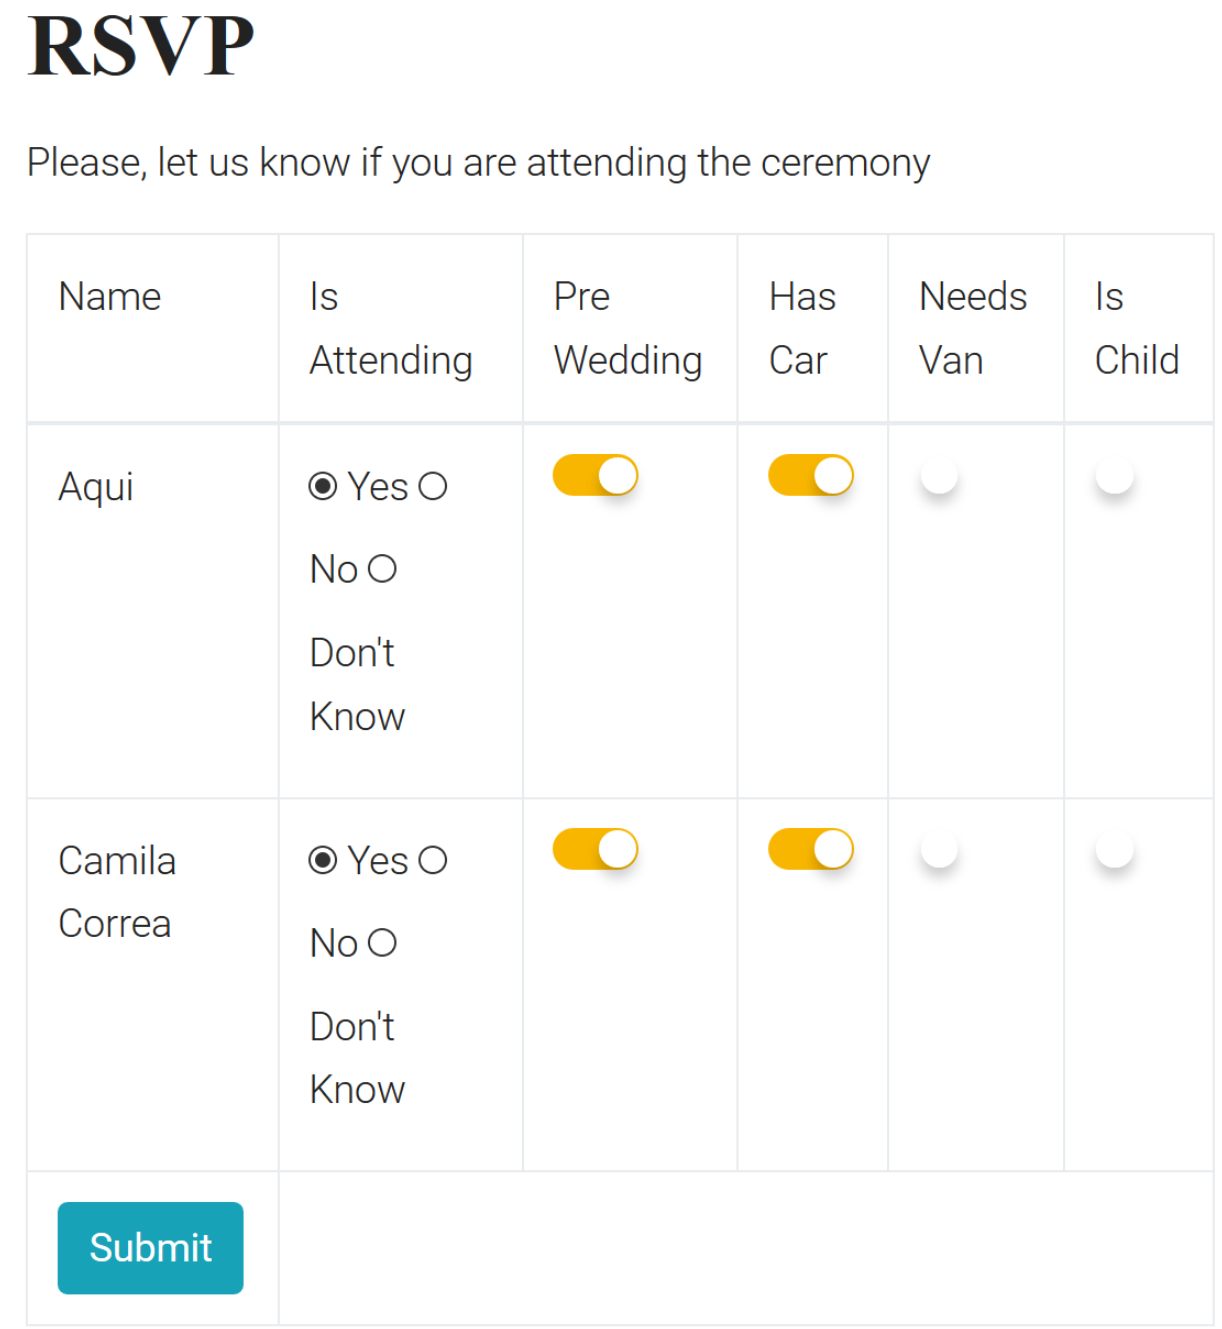 RSVP
Please, let us know if you are attending the ceremony
Name
Is
Attending
Pre
Wedding
Has
Car
Needs
Van
Is
Child
Aqui
Yes
No
Don't
Know
Camila
Correa
Yes
No
Don't
Know
Submit